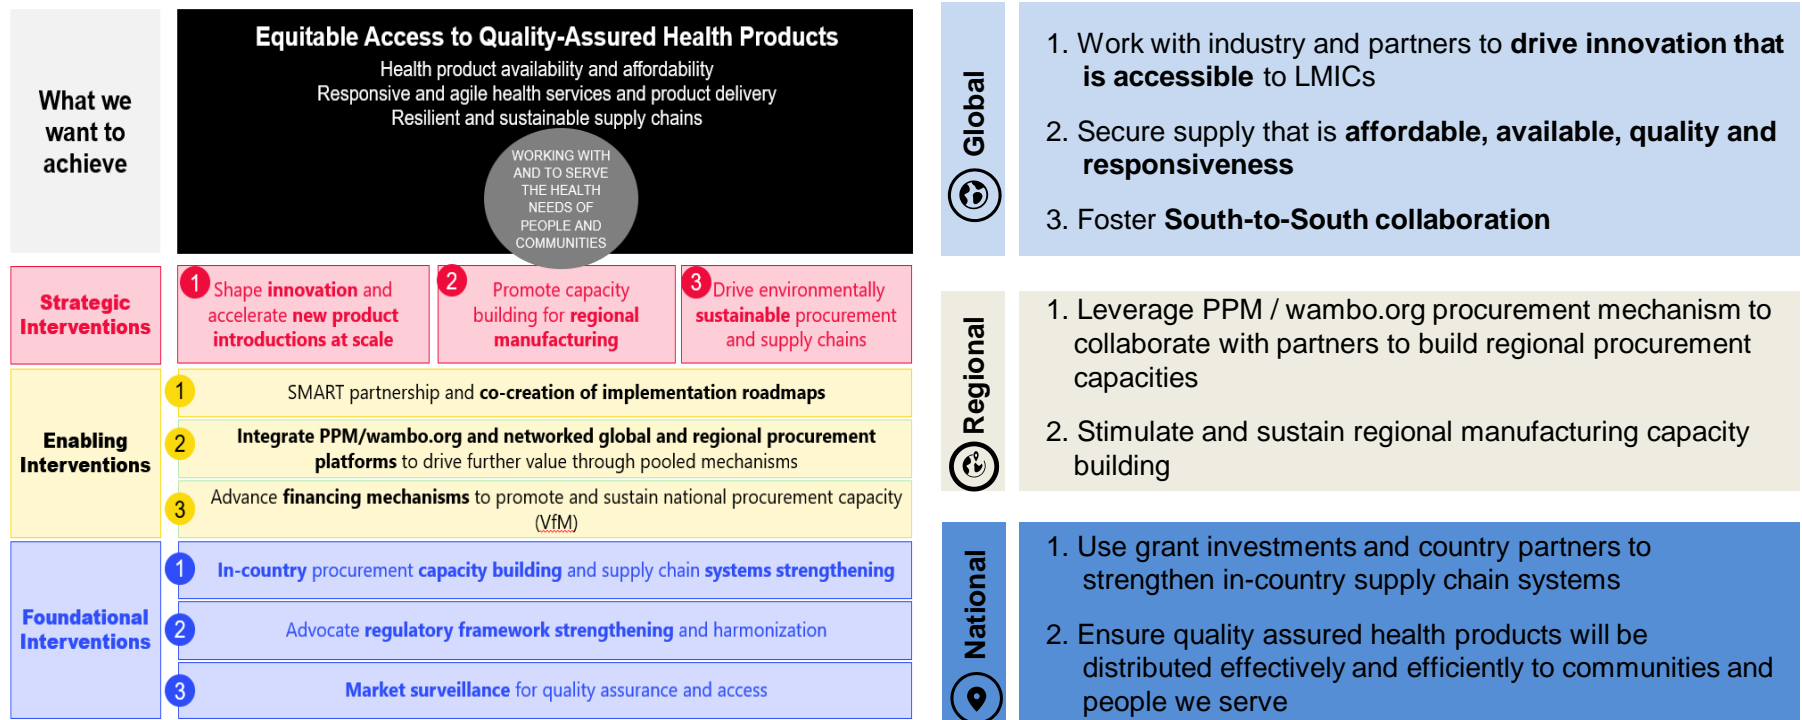 What we
want to
achieve
Equitable Access to Quality-Assured Health Products
Health product availability and affordability
Responsive and agile health services and product delivery
Resilient and sustainable supply chains
WORKING WITH
AND TO SERVE
THE HEALTH
NEEDS OF
PEOPLE AND
COMMUNITIES
Strategic
Interventions
1
Shape innovation and
accelerate new product
introductions at scale
2
Promote capacity
building for regional
manufacturing
3
Drive environmentally
sustainable procurement
and supply chains
Enabling
Interventions
1
SMART partnership and co-creation of implementation roadmaps
2
Integrate PPM/wambo.org and networked global and regional procurement
platforms to drive further value through pooled mechanisms
3
Advance financing mechanisms to promote and sustain national procurement capacity
(VfM)
Foundational
Interventions
1
In-country procurement capacity building and supply chain systems strengthening
2
Advocate regulatory framework strengthening and harmonization
3
Market surveillance for quality assurance and access
Global
1. Work with industry and partners to drive innovation that
is accessible to LMICs
2. Secure supply that is affordable, available, quality and
responsiveness
3. Foster South-to-South collaboration
Regional
1. Leverage PPM / wambo.org procurement mechanism to
collaborate with partners to build regional procurement
capacities
2. Stimulate and sustain regional manufacturing capacity
building
National
1. Use grant investments and country partners to
strengthen in-country supply chain systems
2. Ensure quality assured health products will be
distributed effectively and efficiently to communities and
people we serve